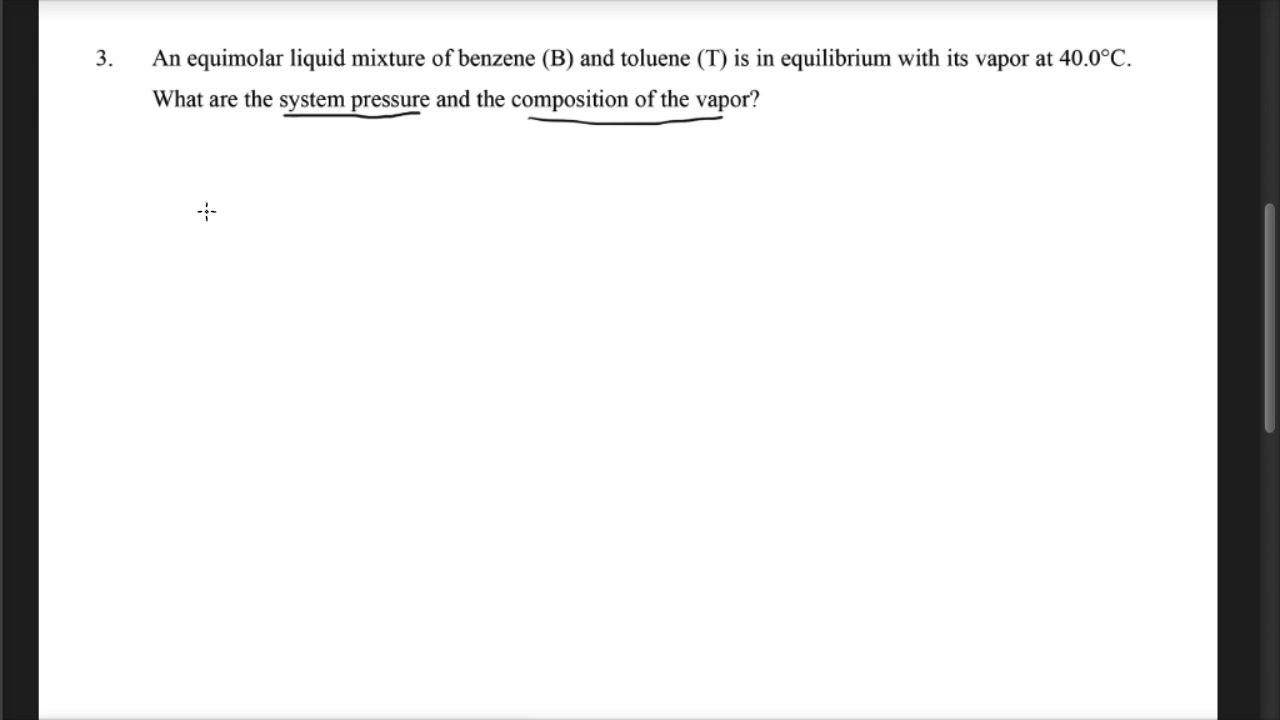 3. An equimolar liquid mixture of benzene (B) and toluene (T) is in equilibrium with its vapor at 40.0°C.
What are the system pressure and the composition of the vapor?